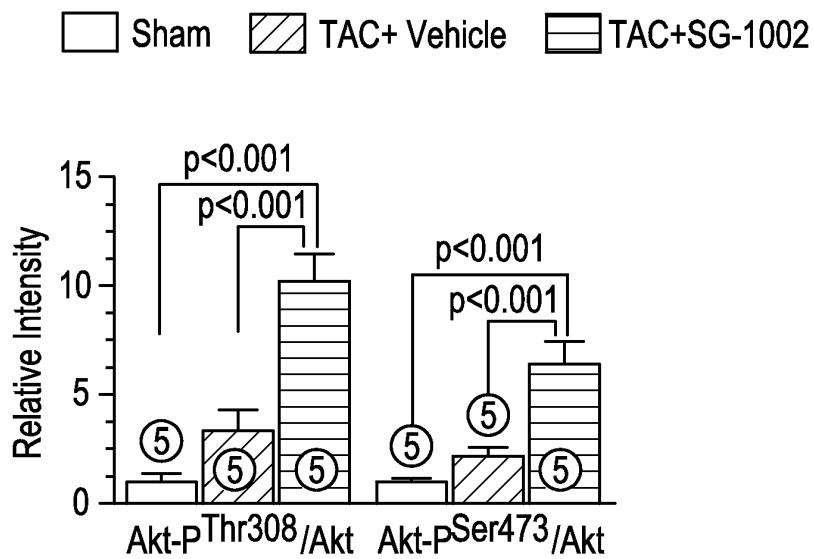 Sham TAC+ Vehicle TAC+SG-1002
p<0.001
p<0.001
p<0.001
p<0.001
Relative Intensity
15
10
5
0
5 5 5 5 5 5
Akt-PThr308/Akt Akt-PSer473/Akt